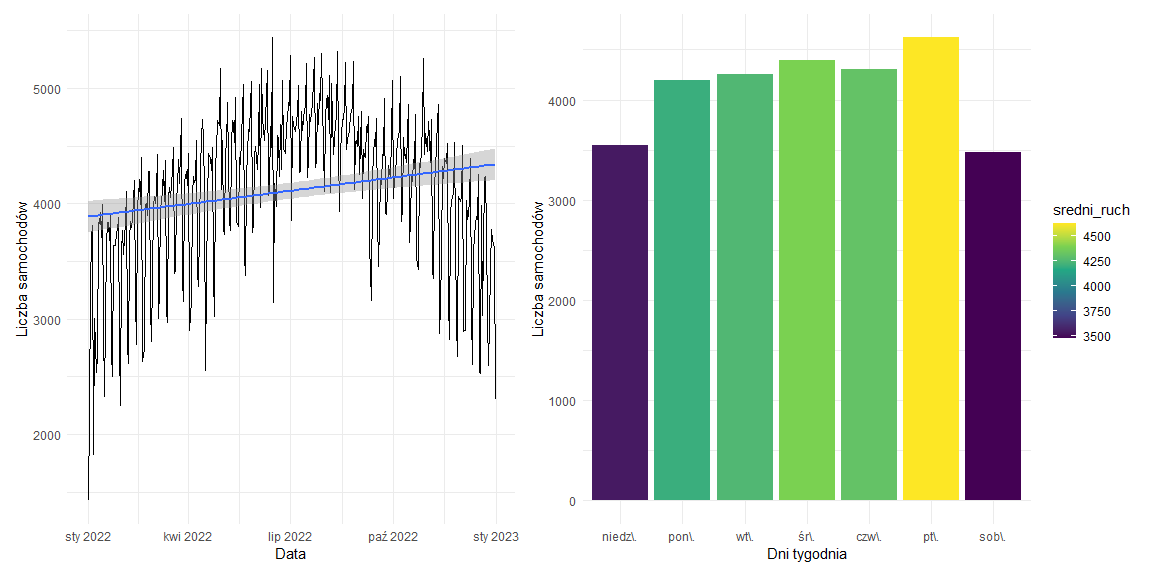 Liczba samochodów
5000
4000
3000
2000
sty 2022
kwi 2022
lip 2022
paź 2022
sty 2023
Data
Liczba samochodów
4000
3000
2000
1000
0
niedz\.
pon\.
wt\.
śr\.
czw\.
pt\.
sob\.
Dni tygodnia
sredni_ruch
4500
4250
4000
3750
3500